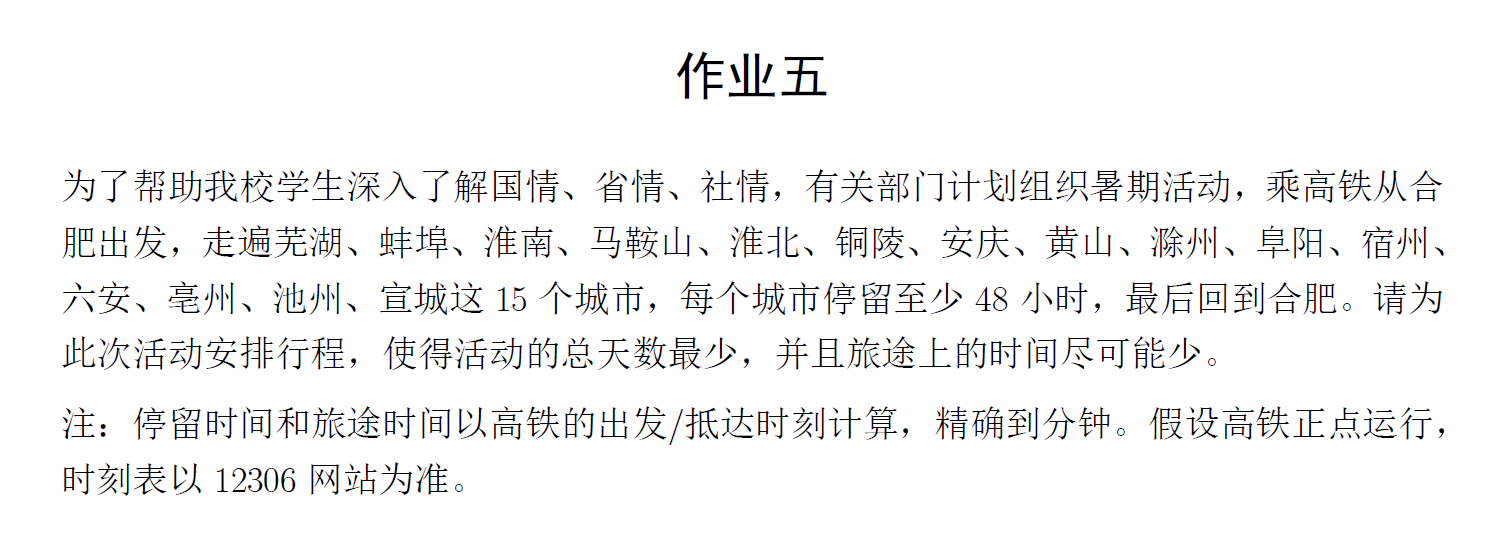 作业五
为了帮助我校学生深入了解国情、省情、社情，有关部门计划组织暑期活动，乘高铁从合
肥出发，走遍芜湖、蚌埠、淮南、马鞍山、淮北、铜陵、安庆、黄山、滁州、阜阳、宿州、
六安、亳州、池州、宣城这 15 个城市，每个城市停留至少 48 小时，最后回到合肥。请为
此次活动安排行程，使得活动的总天数最少，并且旅途上的时间尽可能少。
注：停留时间和旅途时间以高铁的出发/抵达时刻计算，精确到分钟。假设高铁正点运行，
时刻表以 12306 网站为准。